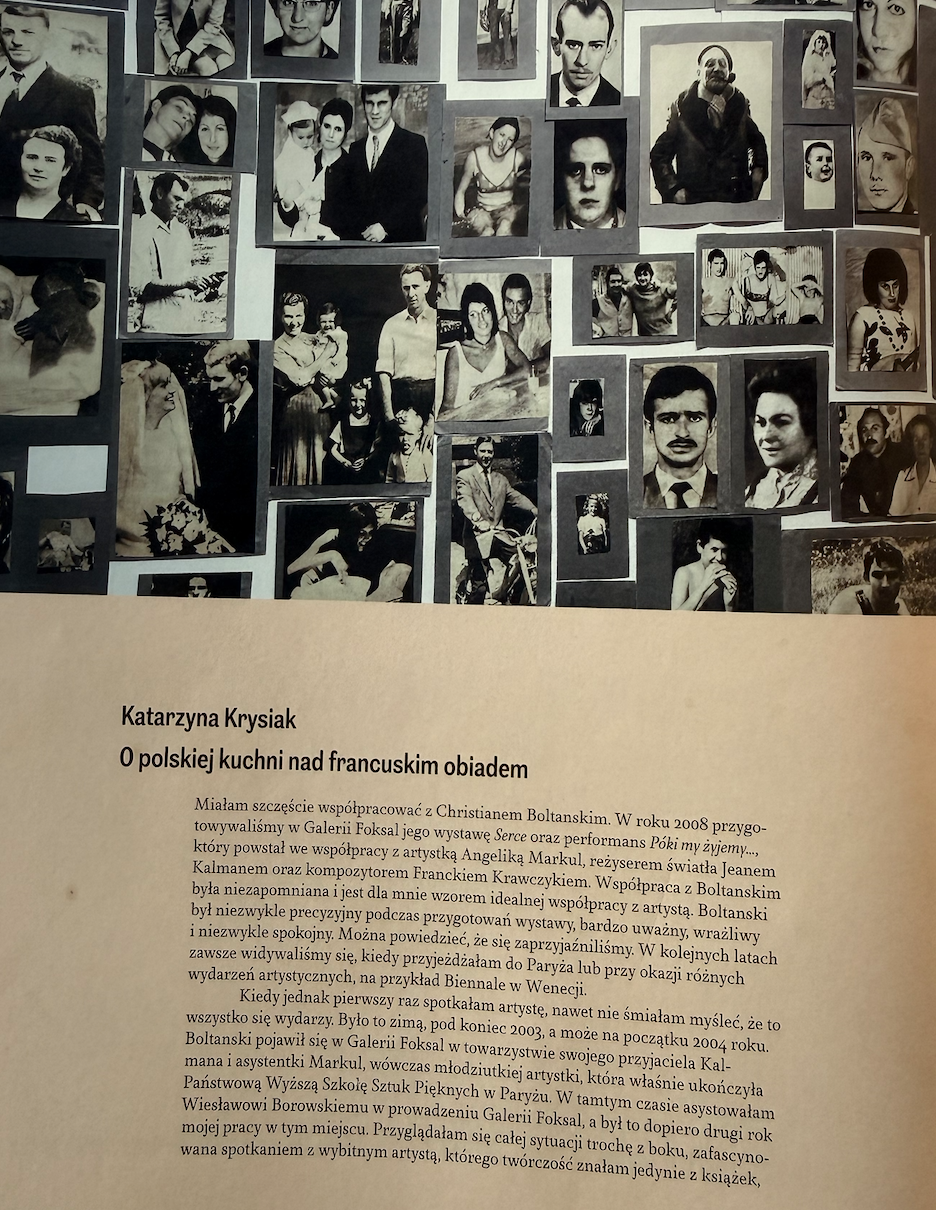 Katarzyna Krysiak
O polskiej kuchni nad francuskim obiadem
Miałam szczęście współpracować z Christianem Boltanskim. W roku 2008 przygo-
towywaliśmy w Galerii Foksal jego wystawę Serce oraz performans Póki my żyjemy…,
który powstał we współpracy z artystką Angeliką Markul, reżyserem światła Jeanem
Kalmanem oraz kompozytorem Franckiem Krawczykiem. Współpraca z Boltanskim
była niezapomniana i jest dla mnie wzorem idealnej współpracy z artystą. Boltanski
był niezwykle precyzyjny podczas przygotowań wystawy, bardzo uważny, wrażliwy
i niezwykle spokojny. Można powiedzieć, że się zaprzyjaźniliśmy. W kolejnych latach
zawsze widywaliśmy się, kiedy przyjeżdżałam do Paryża lub przy okazji różnych
wydarzeń artystycznych, na przykład Biennale w Wenecji.
Kiedy jednak pierwszy raz spotkałam artystę, nawet nie śmiałam myśleć, że to
wszystko się wydarzy. Było to zimą, pod koniec 2003, a może na początku 2004 roku.
Boltanski pojawił się w Galerii Foksal w towarzystwie swojego przyjaciela Kal-
mana i asystentki Markul, wówczas młodziutkiej artystki, która właśnie ukończyła
Państwową Wyższą Szkołę Sztuk Pięknych w Paryżu. W tamtym czasie asystowałam
Wiesławowi Borowskiemu w prowadzeniu Galerii Foksal, a był to dopiero drugi rok
mojej pracy w tym miejscu. Przyglądałam się całej sytuacji trochę z boku, zafascyno-
wana spotkaniem z wybitnym artystą, którego twórczość znałam jedynie z książek,